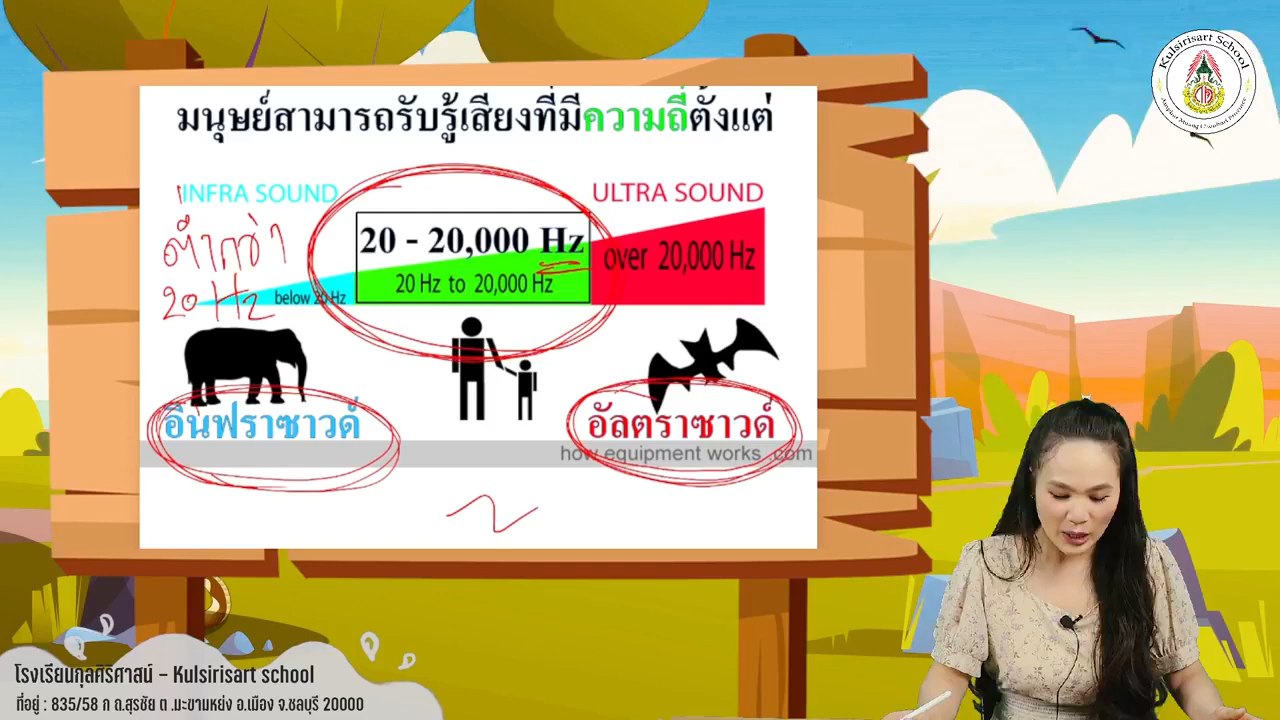 Kulsirisart School
มนุษย์สามารถรับรู้เสียงที่มีความถี่ตั้งแต่
INFRA SOUND
ULTRA SOUND
20 - 20,000 Hz
over 20,000 Hz
ต่ำกว่า
20 Hz
below 20 Hz
20 Hz to 20,000 Hz
อินฟราซาวด์
อัลตราซาวด์
how equipment works .com
โรงเรียนกุลศิริศาสน์ - Kulsirisart school
ที่อยู่ : 835/58 ก ถ.สุรชัย ต .มะขามหย่ง อ.เมือง จ.ชลบุรี 20000